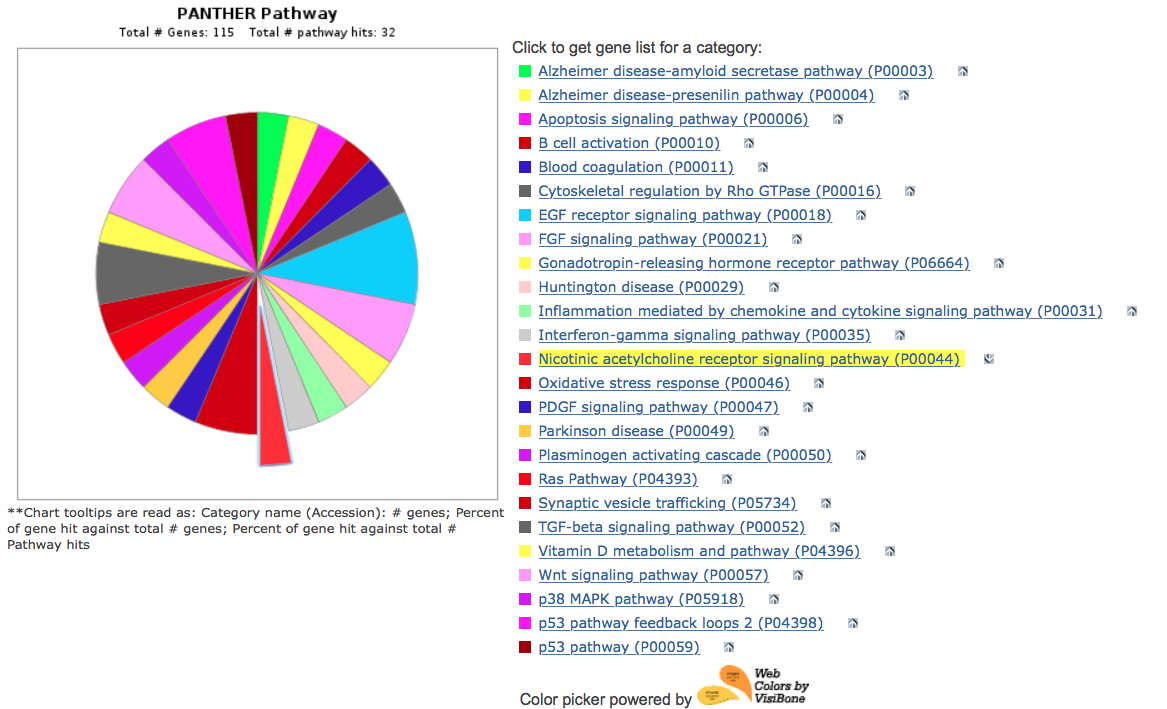 PANTHER Pathway
Total # Genes: 115 Total # pathway hits: 32
Click to get gene list for a category:
Alzheimer disease-amyloid secretase pathway (P00003)
Alzheimer disease-presenilin pathway (P00004)
Apoptosis signaling pathway (P00006)
B cell activation (P00010)
Blood coagulation (P00011)
Cytoskeletal regulation by Rho GTPase (P00016)
EGF receptor signaling pathway (P00018)
FGF signaling pathway (P00021)
Gonadotropin-releasing hormone receptor pathway (P06664)
Huntington disease (P00029)
Inflammation mediated by chemokine and cytokine signaling pathway (P00031)
Interferon-gamma signaling pathway (P00035)
Nicotinic acetylcholine receptor signaling pathway (P00044)
Oxidative stress response (P00046)
PDGF signaling pathway (P00047)
Parkinson disease (P00049)
Plasminogen activating cascade (P00050)
Ras Pathway (P04393)
Synaptic vesicle trafficking (P05734)
TGF-beta signaling pathway (P00052)
Vitamin D metabolism and pathway (P04396)
Wnt signaling pathway (P00057)
p38 MAPK pathway (P05918)
p53 pathway feedback loops 2 (P04398)
p53 pathway (P00059)
**Chart tooltips are read as: Category name (Accession): # genes; Percent
of gene hit against total # genes; Percent of gene hit against total #
Pathway hits
Color picker powered by
Web
Colors by
VisiBone